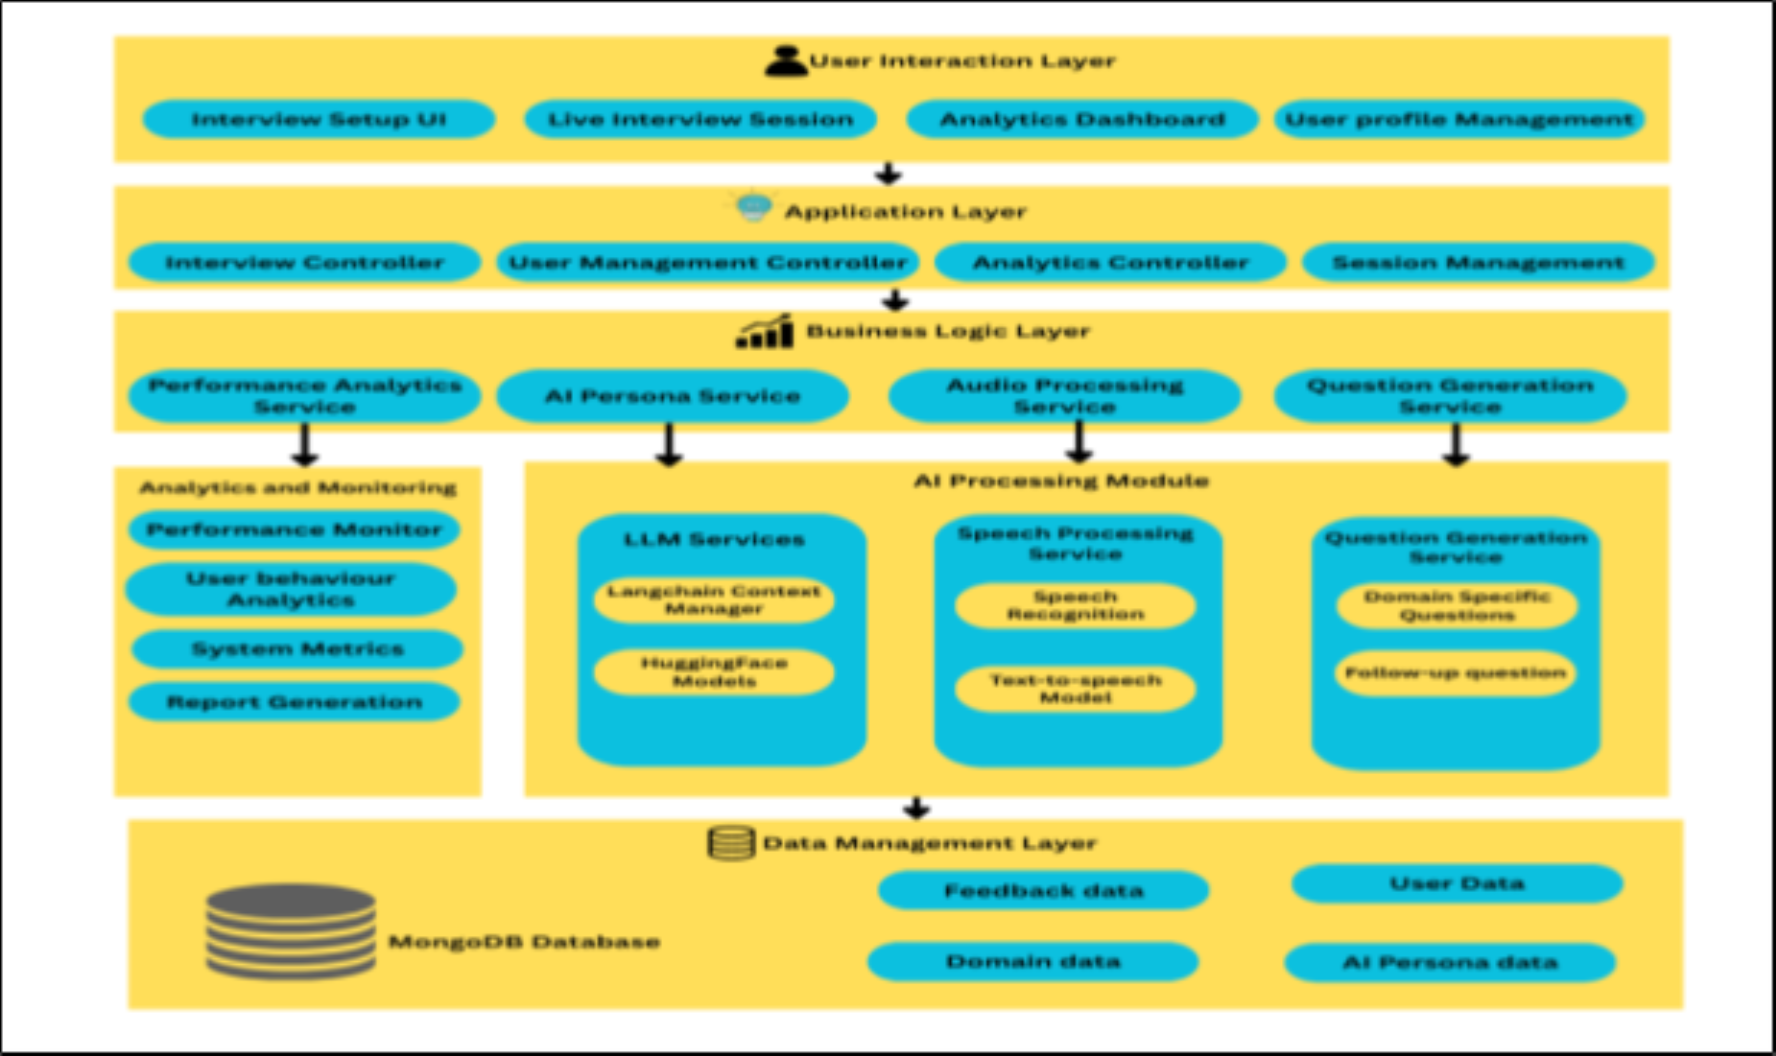 User Interaction Layer
Interview Setup UI
Live Interview Session
Analytics Dashboard
User profile Management
Application Layer
Interview Controller
User Management Controller
Analytics Controller
Session Management
Business Logic Layer
Performance Analytics
Service
AI Persona Service
Audio Processing
Service
Question Generation
Service
Analytics and Monitoring
Performance Monitor
User behaviour
Analytics
System Metrics
Report Generation
AI Processing Module
LLM Services
Langchain Context
Manager
HuggingFace
Models
Speech Processing
Service
Speech
Recognition
Text-to-speech
Model
Question Generation
Service
Domain Specific
Questions
Follow-up question
Data Management Layer
MongoDB Database
Feedback data
User Data
Domain data
AI Persona data